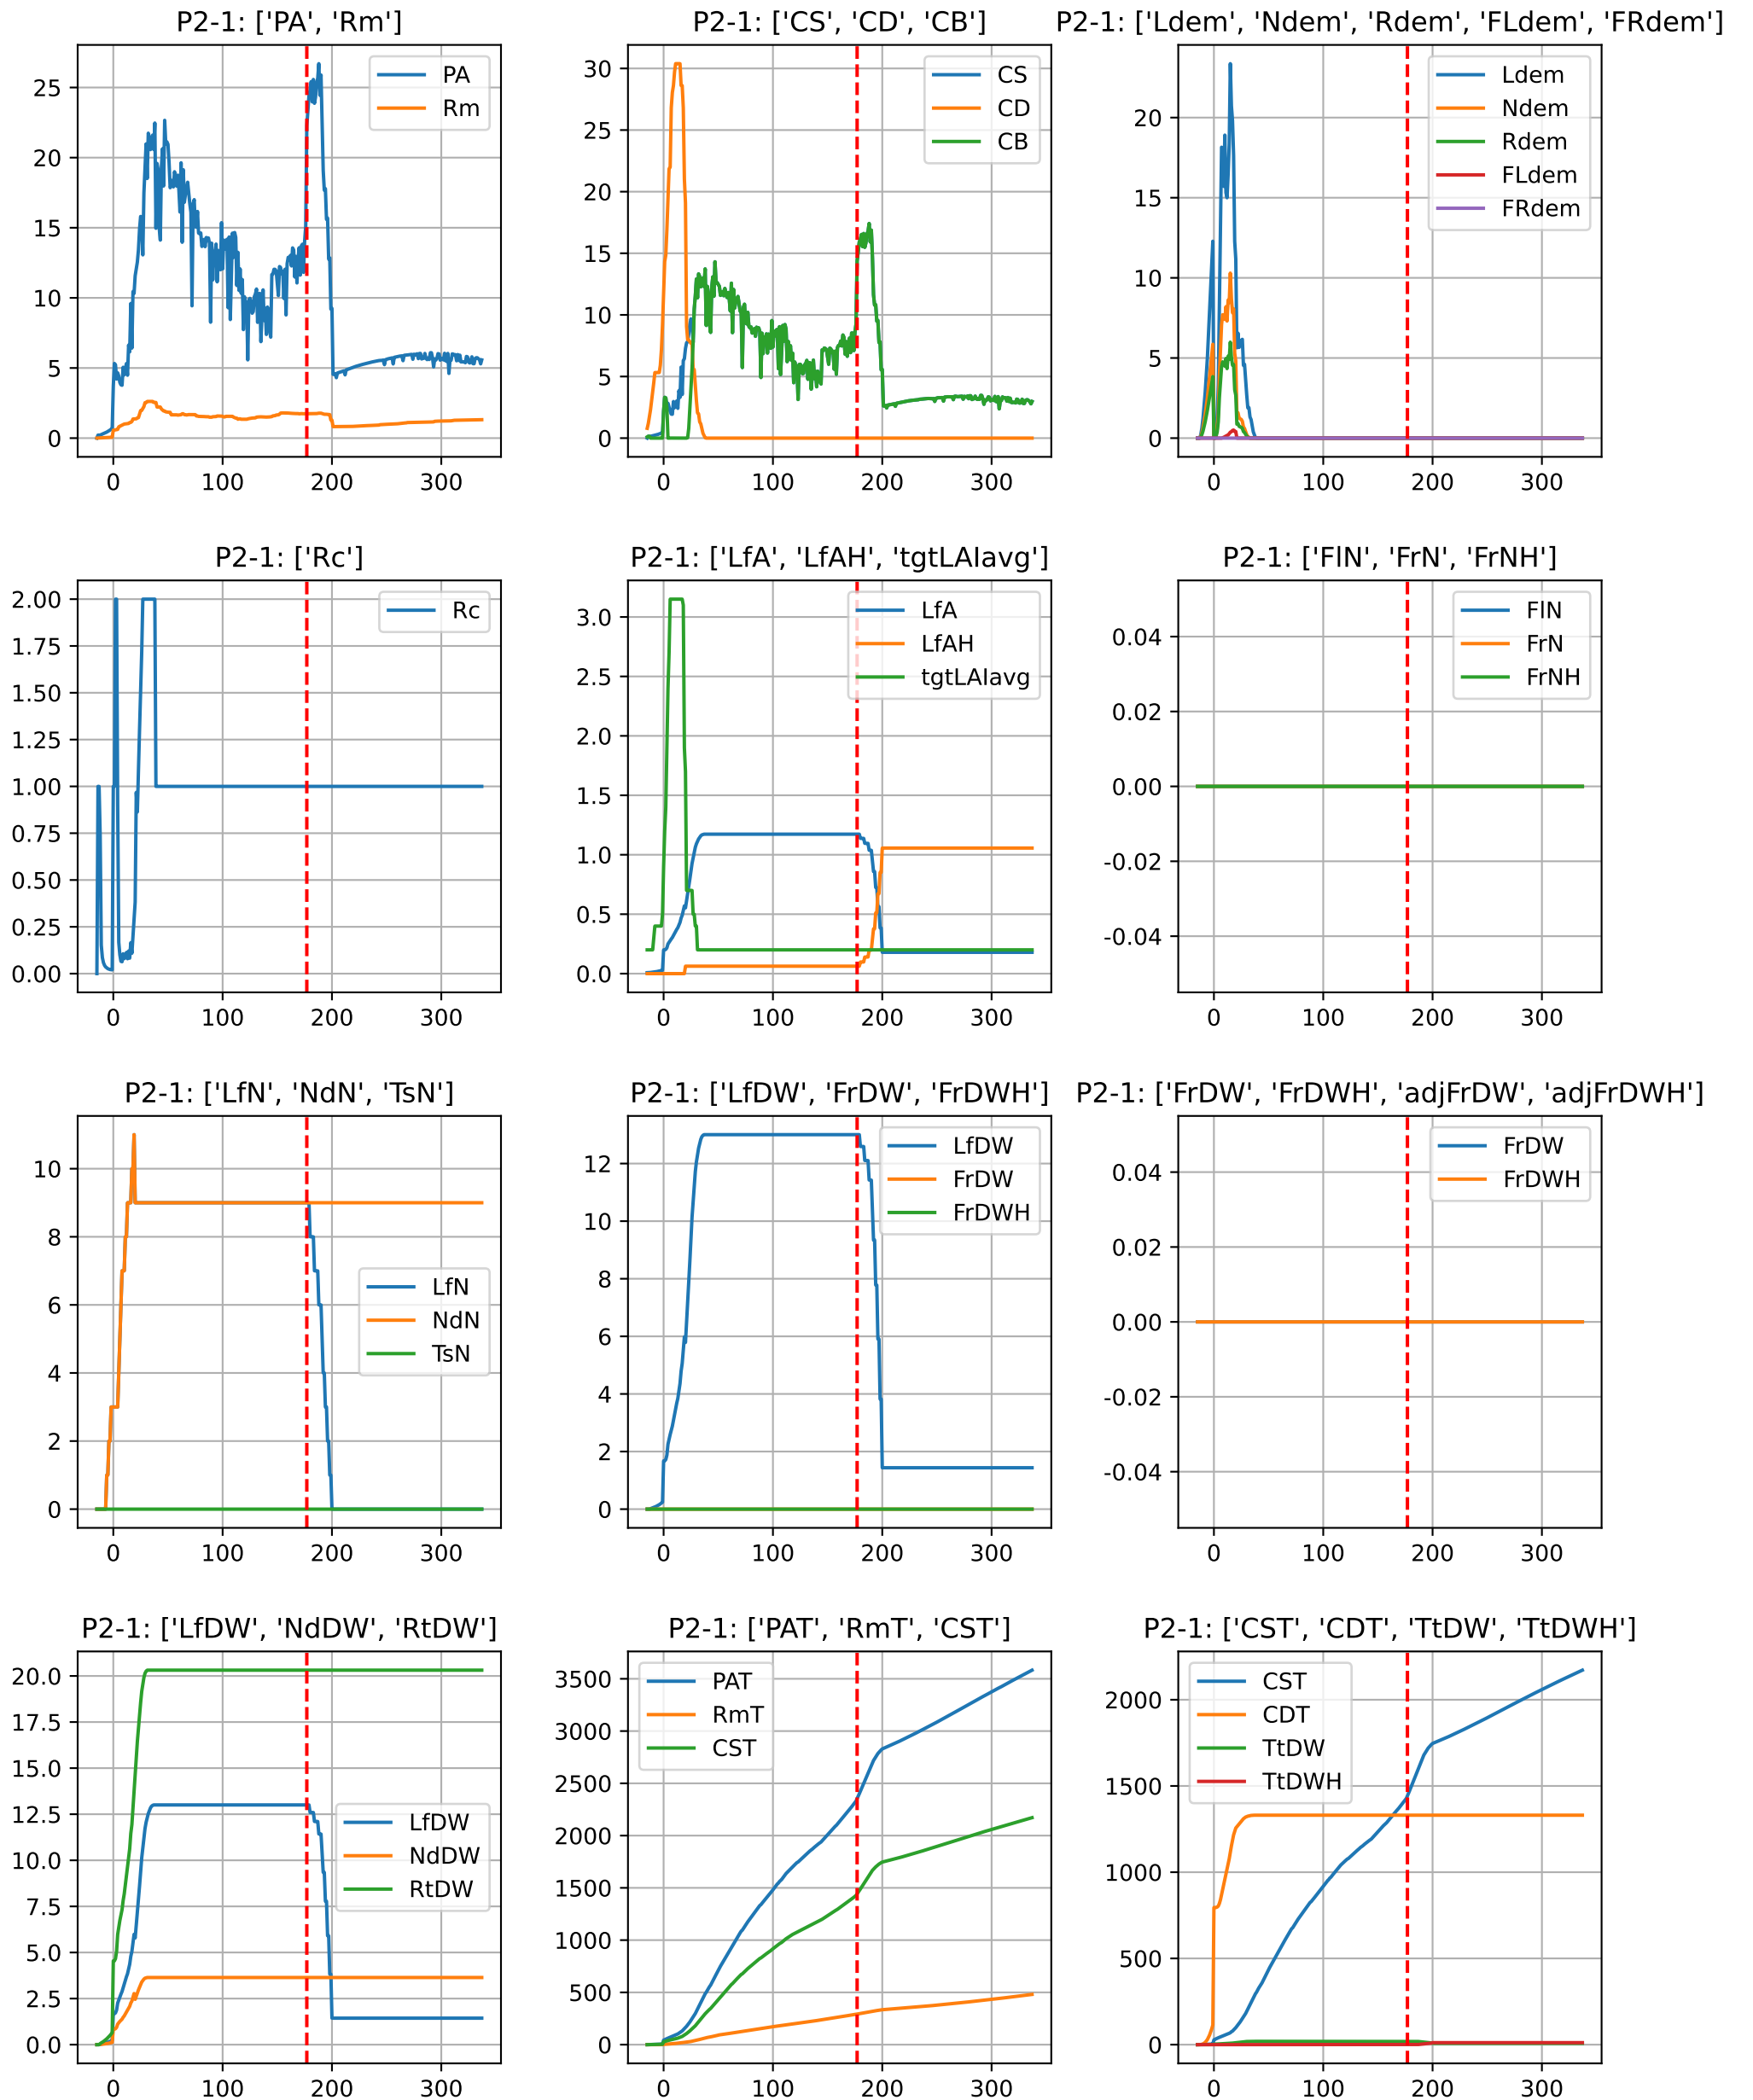 P2-1: ['PA', 'Rm']
25
20
15
10
5
0
0 100 200 300
PA
Rm
P2-1: ['CS', 'CD', 'CB']
30
25
20
15
10
5
0
0 100 200 300
CS
CD
CB
P2-1: ['Ldem', 'Ndem', 'Rdem', 'FLdem', 'FRdem']
20
15
10
5
0
0 100 200 300
Ldem
Ndem
Rdem
FLdem
FRdem
P2-1: ['Rc']
2.00
1.75
1.50
1.25
1.00
0.75
0.50
0.25
0.00
0 100 200 300
Rc
P2-1: ['LfA', 'LfAH', 'tgtLAIavg']
3.0
2.5
2.0
1.5
1.0
0.5
0.0
0 100 200 300
LfA
LfAH
tgtLAIavg
P2-1: ['FlN', 'FrN', 'FrNH']
0.04
0.02
0.00
-0.02
-0.04
0 100 200 300
FlN
FrN
FrNH
P2-1: ['LfN', 'NdN', 'TsN']
10
8
6
4
2
0
0 100 200 300
LfN
NdN
TsN
P2-1: ['LfDW', 'FrDW', 'FrDWH']
12
10
8
6
4
2
0
0 100 200 300
LfDW
FrDW
FrDWH
P2-1: ['FrDW', 'FrDWH', 'adjFrDW', 'adjFrDWH']
0.04
0.02
0.00
-0.02
-0.04
0 100 200 300
FrDW
FrDWH
P2-1: ['LfDW', 'NdDW', 'RtDW']
20.0
17.5
15.0
12.5
10.0
7.5
5.0
2.5
0.0
0 100 200 300
LfDW
NdDW
RtDW
P2-1: ['PAT', 'RmT', 'CST']
3500
3000
2500
2000
1500
1000
500
0
0 100 200 300
PAT
RmT
CST
P2-1: ['CST', 'CDT', 'TtDW', 'TtDWH']
2000
1500
1000
500
0
0 100 200 300
CST
CDT
TtDW
TtDWH